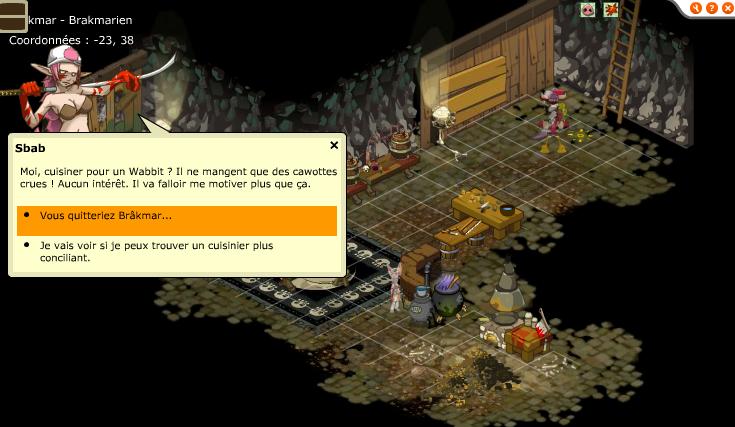 kmar - Brakmarien
Coordonnées : -23, 38
Sbab
Moi, cuisiner pour un Wabbit ? Il ne mangent que des cawottes
crues ! Aucun intérêt. Il va falloir me motiver plus que ça.
• Vous quitteriez Brâkmar...
• Je vais voir si je peux trouver un cuisinier plus
conciliant.